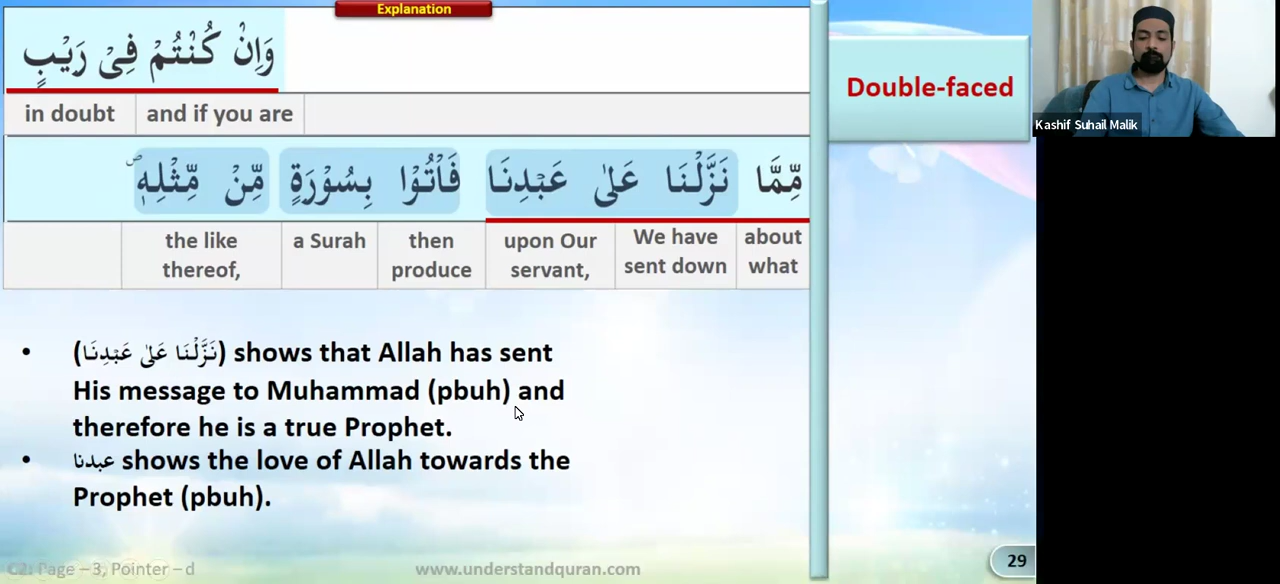 Explanation
وَاِنْ كُنْتُمْ فِیْ رَیْبٍ
in doubt and if you are
مِّمَّا نَزَّلْنَا عَلٰی عَبْدِنَا فَاْتُوْا بِسُوْرَةٍ مِّنْ مِّثْلِهٖ ۖ
the like thereof, a Surah then produce upon Our servant, We have sent down about what
• (نَزَّلْنَا عَلٰی عَبْدِنَا) shows that Allah has sent
His message to Muhammad (pbuh) and
therefore he is a true Prophet.
• عبدنا shows the love of Allah towards the
Prophet (pbuh).
C2: Page – 3, Pointer – d
www.understandquran.com
Double-faced
29
Kashif Suhail Malik